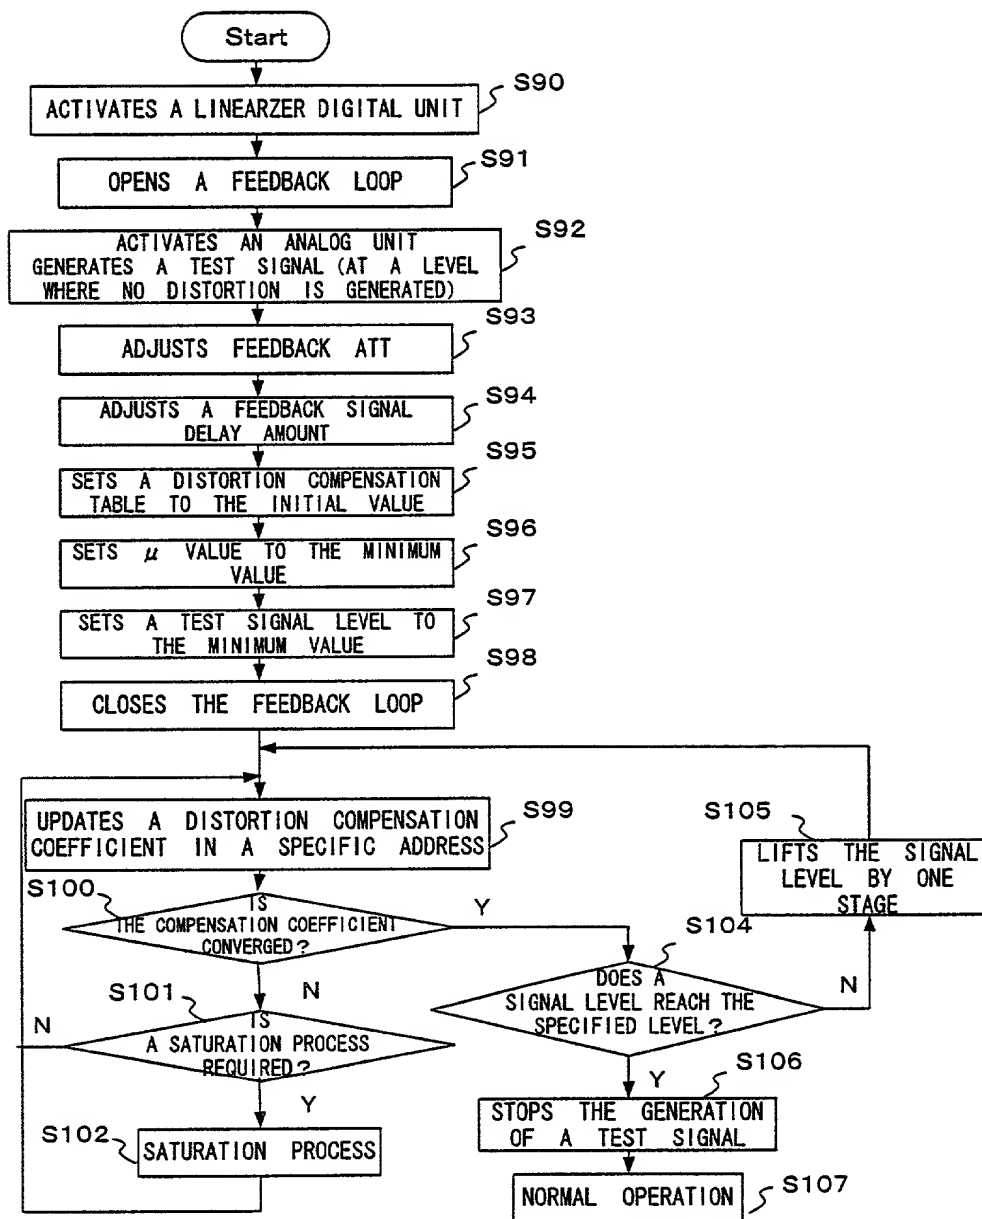 Start
S90
ACTIVATES A LINEARZER DIGITAL UNIT
S91
OPENS A FEEDBACK LOOP
S92
ACTIVATES AN ANALOG UNIT
GENERATES A TEST SIGNAL (AT A LEVEL
WHERE NO DISTORTION IS GENERATED)
S93
ADJUSTS FEEDBACK ATT
S94
ADJUSTS A FEEDBACK SIGNAL
DELAY AMOUNT
S95
SETS A DISTORTION COMPENSATION
TABLE TO THE INITIAL VALUE
S96
SETS μ VALUE TO THE MINIMUM
VALUE
S97
SETS A TEST SIGNAL LEVEL TO
THE MINIMUM VALUE
S98
CLOSES THE FEEDBACK LOOP
S99
UPDATES A DISTORTION COMPENSATION
COEFFICIENT IN A SPECIFIC ADDRESS
S100
IS
THE COMPENSATION COEFFICIENT
CONVERGED?
Y
N
S101
IS
A SATURATION PROCESS
REQUIRED?
N
Y
S102
SATURATION PROCESS
S104
DOES A
SIGNAL LEVEL REACH THE
SPECIFIED LEVEL?
N
Y
S105
LIFTS THE SIGNAL
LEVEL BY ONE
STAGE
S106
STOPS THE GENERATION
OF A TEST SIGNAL
S107
NORMAL OPERATION